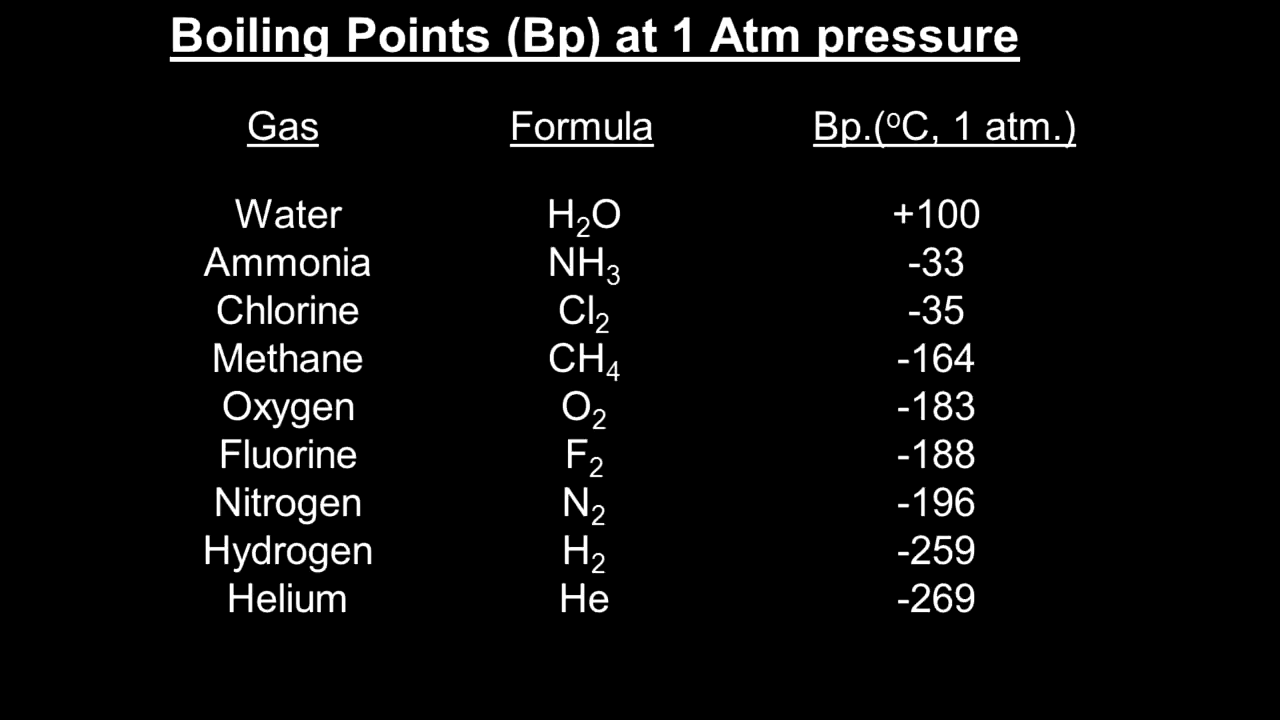 Boiling Points (Bp) at 1 Atm pressure
Gas Formula Bp.(°C, 1 atm.)
Water H₂O +100
Ammonia NH₃ -33
Chlorine Cl₂ -35
Methane CH₄ -164
Oxygen O₂ -183
Fluorine F₂ -188
Nitrogen N₂ -196
Hydrogen H₂ -259
Helium He -269